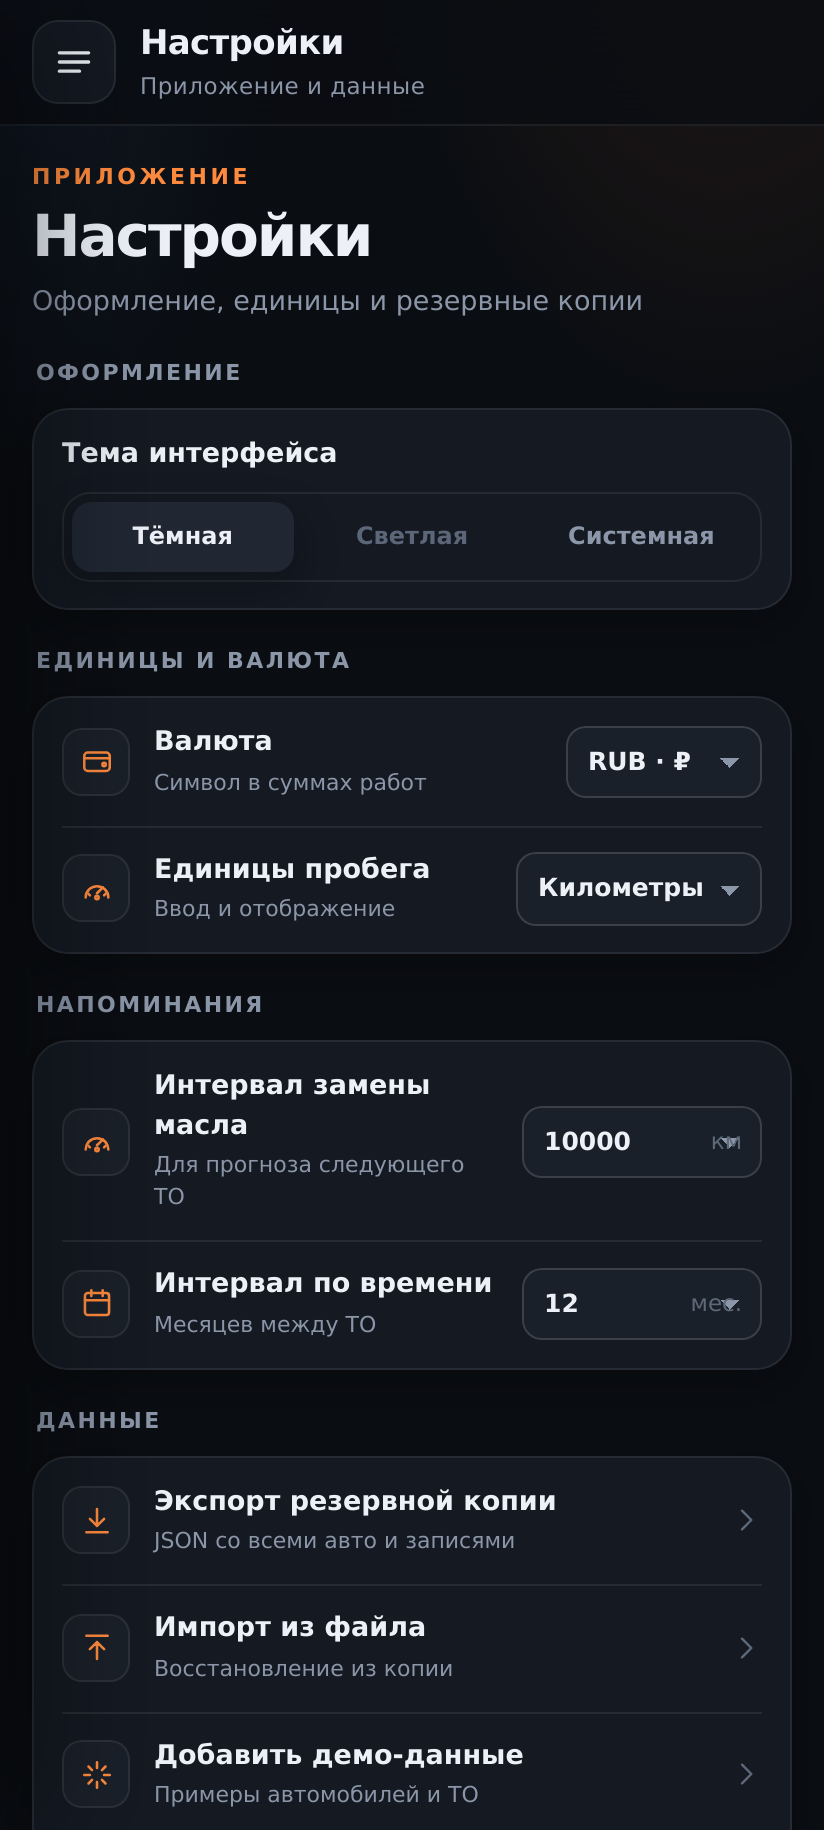 Настройки
Приложение и данные
ПРИЛОЖЕНИЕ
Настройки
Оформление, единицы и резервные копии
ОФОРМЛЕНИЕ
Тема интерфейса
Тёмная Светлая Системная
ЕДИНИЦЫ И ВАЛЮТА
Валюта
Символ в суммах работ
RUB · ₽
Единицы пробега
Ввод и отображение
Километры
НАПОМИНАНИЯ
Интервал замены
масла
Для прогноза следующего
ТО
10000 км
Интервал по времени
Месяцев между ТО
12 мес.
ДАННЫЕ
Экспорт резервной копии
JSON со всеми авто и записями
Импорт из файла
Восстановление из копии
Добавить демо-данные
Примеры автомобилей и ТО